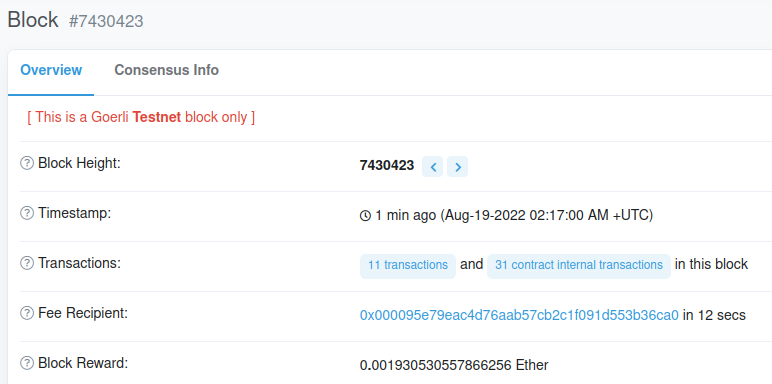 Block #7430423
Overview Consensus Info
[ This is a Goerli Testnet block only ]
Block Height: 7430423
Timestamp: 1 min ago (Aug-19-2022 02:17:00 AM +UTC)
Transactions: 11 transactions and 31 contract internal transactions in this block
Fee Recipient: 0x000095e79eac4d76aab57cb2c1f091d553b36ca0 in 12 secs
Block Reward: 0.001930530557866256 Ether